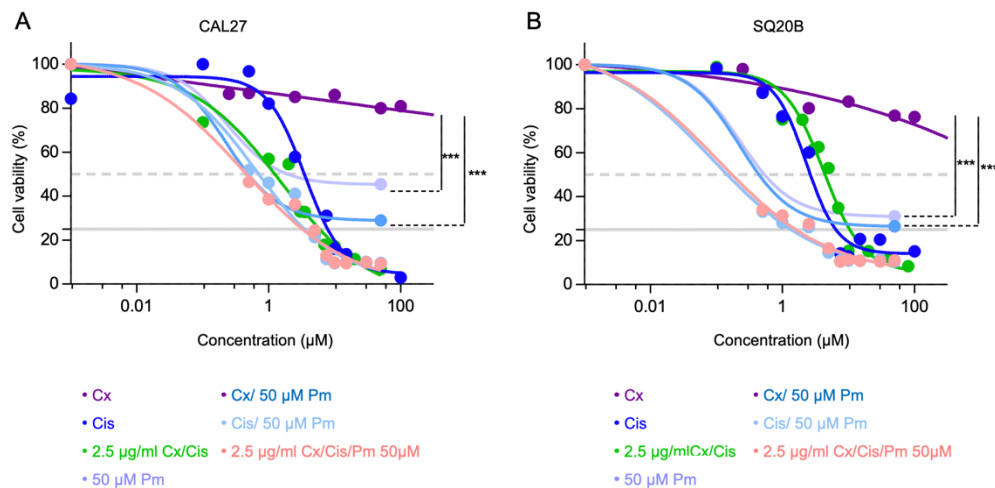 A
CAL27
Cell viability (%)
100
80
60
40
20
0
0.01
1
100
Concentration (µM)
***
***
• Cx
• Cis
• 2.5 µg/ml Cx/Cis
• 50 µM Pm
• Cx/ 50 µM Pm
• Cis/ 50 µM Pm
• 2.5 µg/ml Cx/Cis/Pm 50µM
B
SQ20B
Cell viability (%)
100
80
60
40
20
0
0.01
1
100
Concentration (µM)
***
***
• Cx
• Cis
• 2.5 µg/mlCx/Cis
• 50 µM Pm
• Cx/ 50 µM Pm
• Cis/ 50 µM Pm
• 2.5 µg/ml Cx/Cis/Pm 50µM